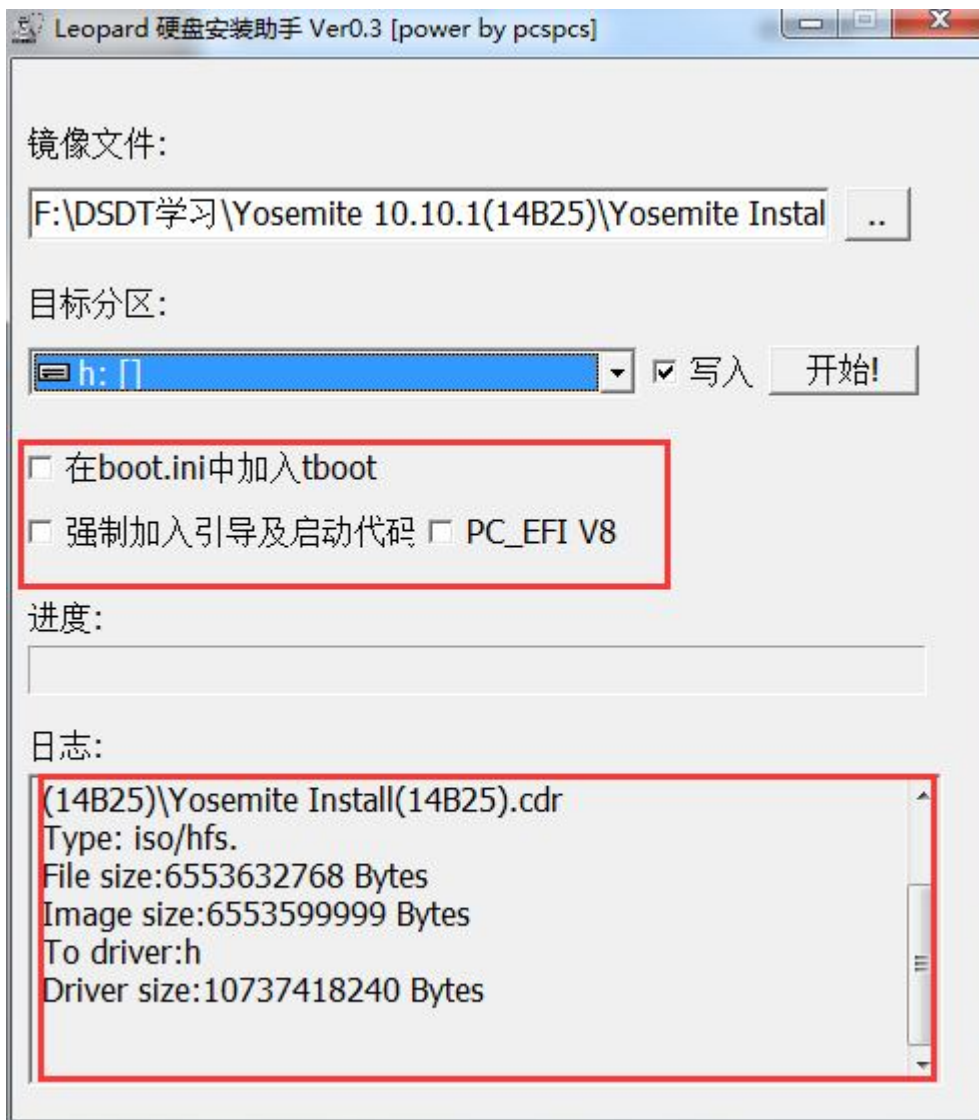 Leopard 硬盘安装助手 Ver0.3 [power by pcspcs]
镜像文件:
F:\DSDT学习\Yosemite 10.10.1(14B25)\Yosemite Instal
..
目标分区:
h: []
写入
开始!
在boot.ini中加入tboot
强制加入引导及启动代码
PC_EFI V8
进度:
日志:
(14B25)\Yosemite Install(14B25).cdr
Type: iso/hfs.
File size:6553632768 Bytes
Image size:6553599999 Bytes
To driver:h
Driver size:10737418240 Bytes